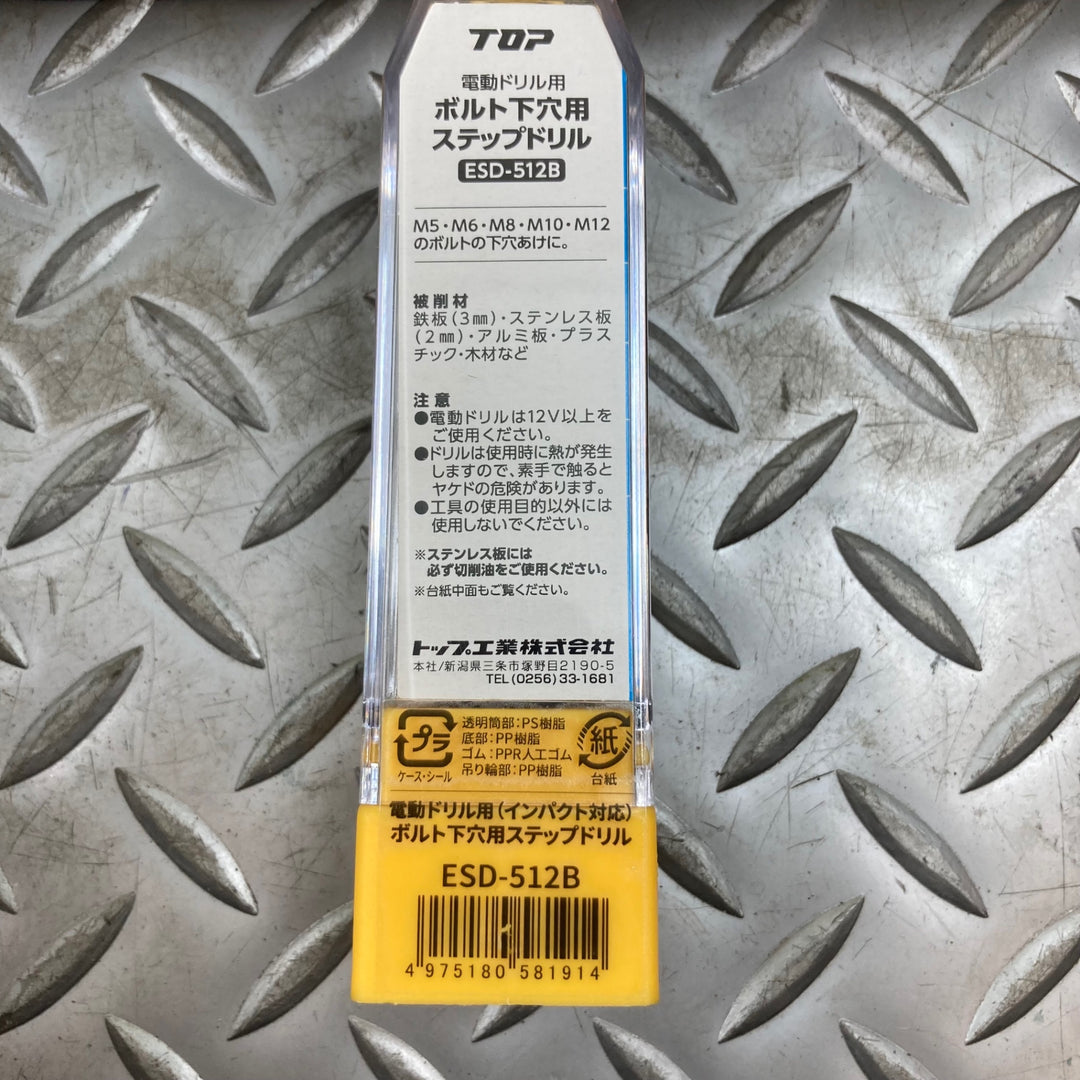 TOP
電動ドリル用
ボルト下穴用
ステップドリル
ESD-512B
M5・M6・M8・M10・M12
のボルトの下穴あけに。
被削材
鉄板(3㎜)・ステンレス板
(2㎜)・アルミ板・プラス
チック・木材など
注意
●電動ドリルは12V以上を
ご使用ください。
●ドリルは使用時に熱が発生
しますので、素手で触ると
ヤケドの危険があります。
●工具の使用目的以外には
使用しないでください。
※ステンレス板には
必ず切削油をご使用ください。
※台紙中面もご覧ください。
トップ工業株式会社
本社/新潟県三条市塚野目2190-5
TEL(0256)33-1681
プラ
ケース・シール
透明筒部:PS樹脂
底部:PP樹脂
ゴム:PPR人工ゴム
吊り輪部:PP樹脂
紙
台紙
電動ドリル用(インパクト対応)
ボルト下穴用ステップドリル
ESD-512B
4 975180 581914